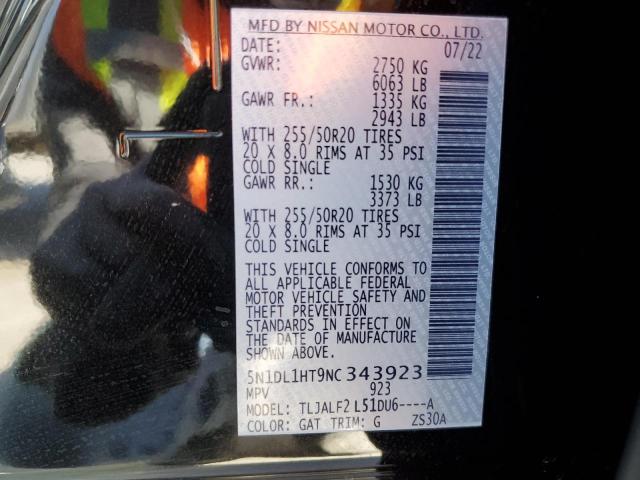 MFD BY NISSAN MOTOR CO., LTD.
DATE: 07/22
GVWR: 2750 KG
6063 LB
GAWR FR.: 1335 KG
2943 LB
WITH 255/50R20 TIRES
20 X 8.0 RIMS AT 35 PSI
COLD SINGLE
GAWR RR.: 1530 KG
3373 LB
WITH 255/50R20 TIRES
20 X 8.0 RIMS AT 35 PSI
COLD SINGLE
THIS VEHICLE CONFORMS TO
ALL APPLICABLE FEDERAL
MOTOR VEHICLE SAFETY AND
THEFT PREVENTION
STANDARDS IN EFFECT ON
THE DATE OF MANUFACTURE
SHOWN ABOVE.
5N1DL1HT9NC343923
MPV 923
MODEL: TLJALF2 L51DU6----A
COLOR: GAT TRIM: G ZS30A